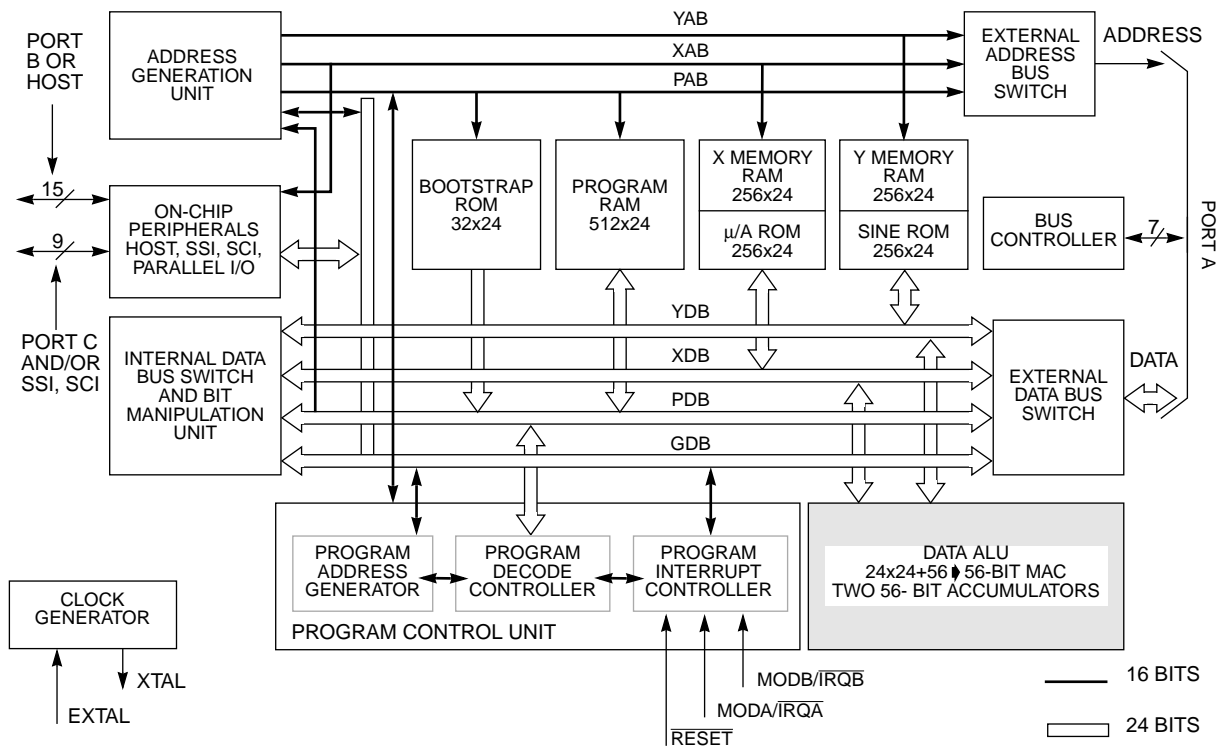 YAB
XAB
PAB
PORT
B OR
HOST
ADDRESS
GENERATION
UNIT
EXTERNAL
ADDRESS
BUS
SWITCH
ADDRESS
15
9
ON-CHIP
PERIPHERALS
HOST, SSI, SCI,
PARALLEL I/O
BOOTSTRAP
ROM
32x24
PROGRAM
RAM
512x24
X MEMORY
RAM
256x24
μ/A ROM
256x24
Y MEMORY
RAM
256x24
SINE ROM
256x24
BUS
CONTROLLER
7
PORT A
PORT C
AND/OR
SSI, SCI
INTERNAL DATA
BUS SWITCH
AND BIT
MANIPULATION
UNIT
YDB
XDB
PDB
GDB
EXTERNAL
DATA BUS
SWITCH
DATA
PROGRAM
ADDRESS
GENERATOR
PROGRAM
DECODE
CONTROLLER
PROGRAM
INTERRUPT
CONTROLLER
PROGRAM CONTROL UNIT
DATA ALU
24x24+56 ➧ 56-BIT MAC
TWO 56- BIT ACCUMULATORS
CLOCK
GENERATOR
XTAL
EXTAL
MODB/IRQB
MODA/IRQA
RESET
16 BITS
24 BITS